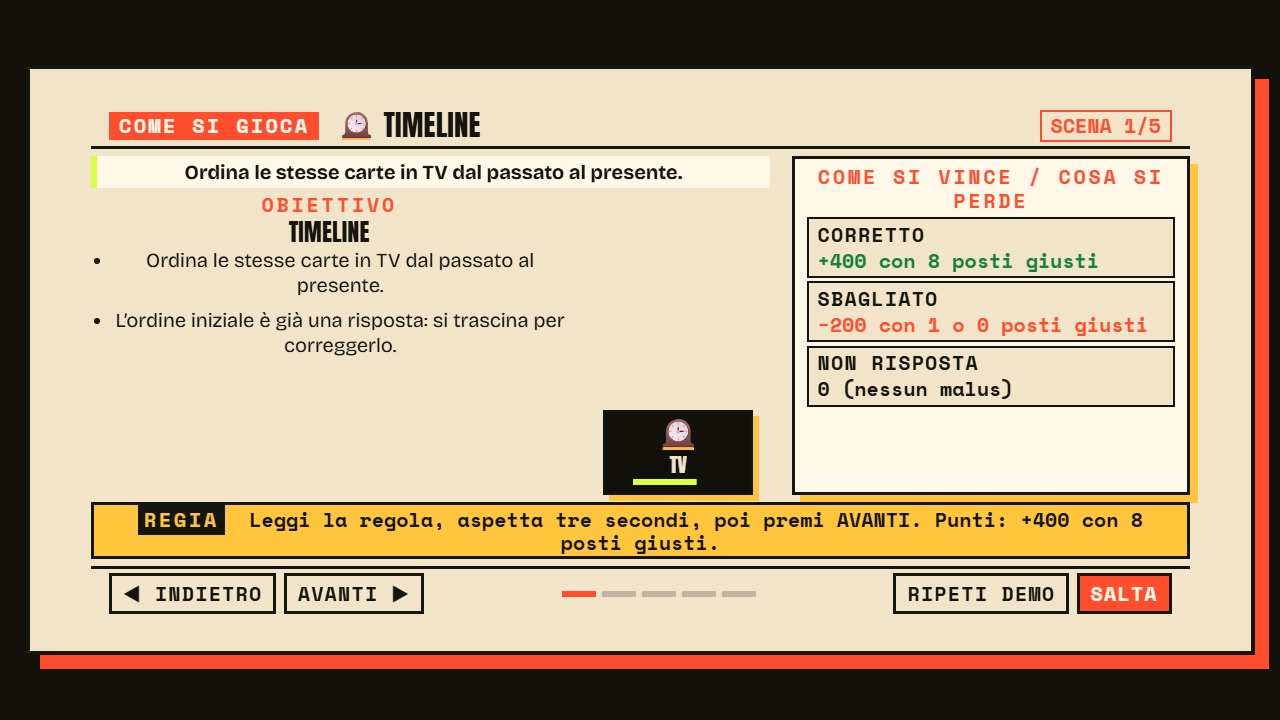 COME SI GIOCA
TIMELINE
SCENA 1/5
Ordina le stesse carte in TV dal passato al presente.
OBIETTIVO
TIMELINE
• Ordina le stesse carte in TV dal passato al
presente.
• L'ordine iniziale è già una risposta: si trascina per
correggerlo.
TV
COME SI VINCE / COSA SI
PERDE
CORRETTO
+400 con 8 posti giusti
SBAGLIATO
-200 con 1 o 0 posti giusti
NON RISPOSTA
0 (nessun malus)
REGIA Leggi la regola, aspetta tre secondi, poi premi AVANTI. Punti: +400 con 8
posti giusti.
◀ INDIETRO
AVANTI ▶
RIPETI DEMO
SALTA